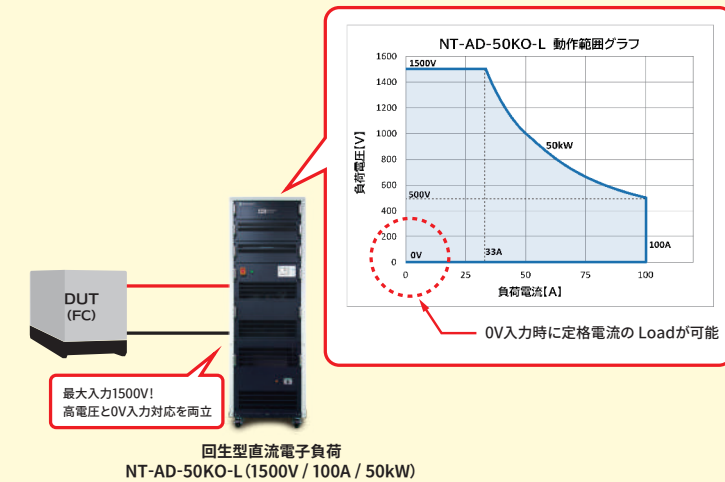 NT-AD-50KO-L 動作範囲グラフ
負荷電圧【V】
1600
1400
1200
1000
800
600
400
200
0
1500V
50kW
500V
0V
33A
100A
0
25
50
75
100
負荷電流【A】
0V入力時に定格電流の Loadが可能
DUT
(FC)
最大入力1500V!
高電圧と0V入力対応を両立
回生型直流電子負荷
NT-AD-50KO-L(1500V / 100A / 50kW)